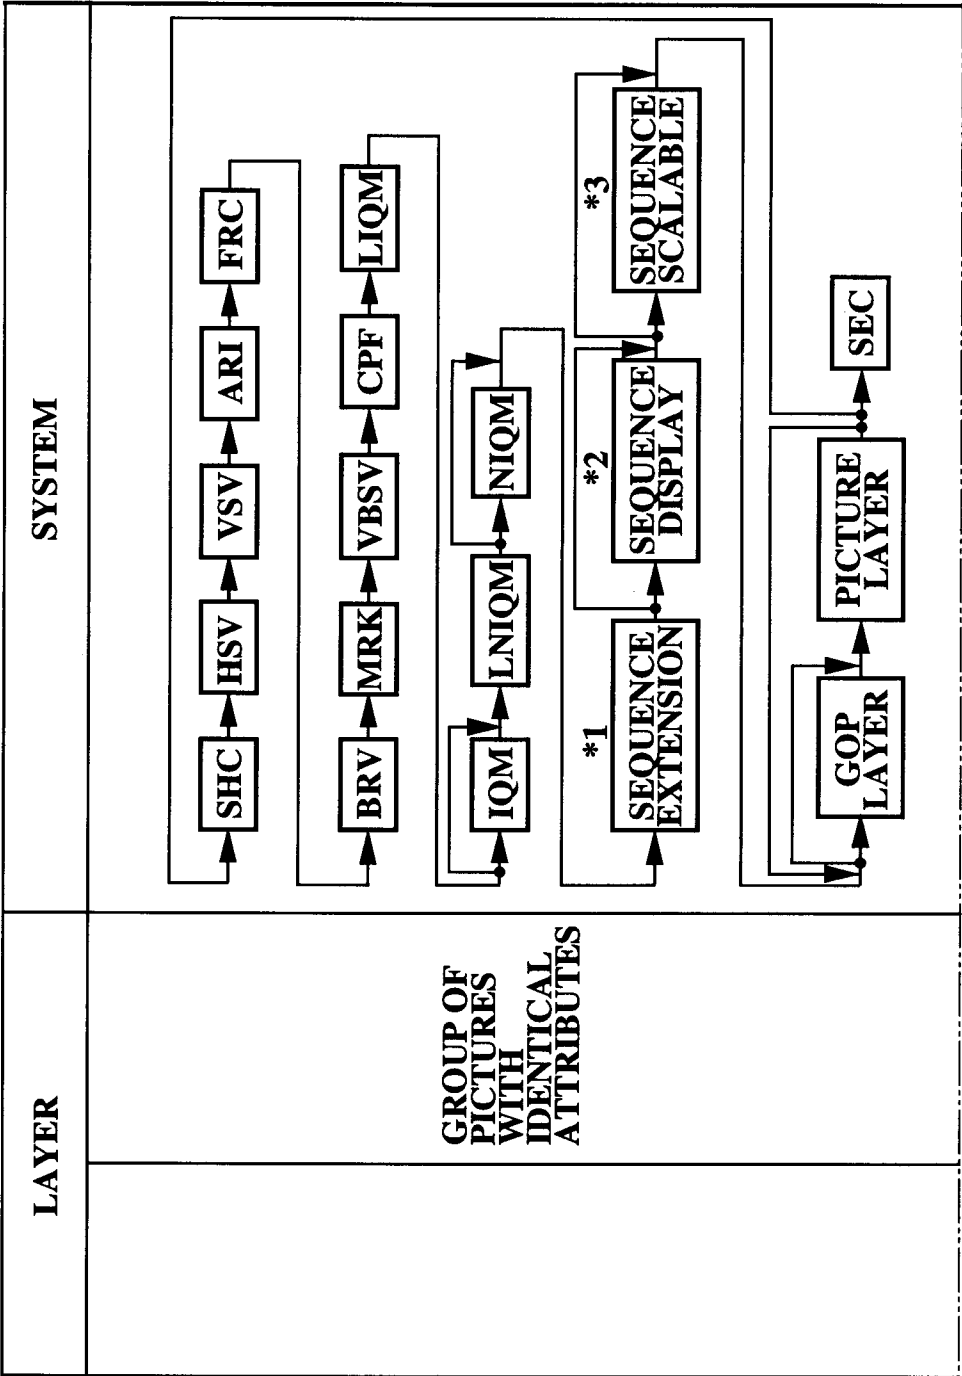 LAYER
SYSTEM
GROUP OF
PICTURES
WITH
IDENTICAL
ATTRIBUTES
SHC
HSV
VSV
ARI
FRC
BRV
MRK
VBSV
CPF
LIQM
IQM
LNIQM
NIQM
*1
SEQUENCE
EXTENSION
*2
SEQUENCE
DISPLAY
*3
SEQUENCE
SCALABLE
GOP
LAYER
PICTURE
LAYER
SEC